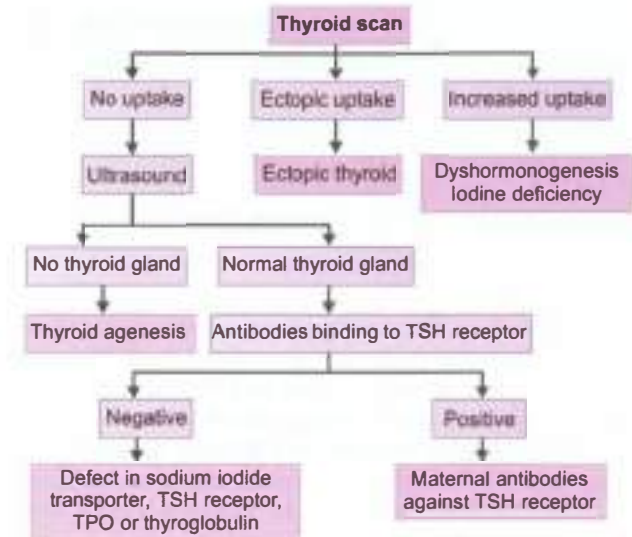 Thyroid scan
No uptake
Ectopic uptake
Increased uptake
Ultrasound
Ectopic thyroid
Dyshormonogenesis
Iodine deficiency
No thyroid gland
Normal thyroid gland
Thyroid agenesis
Antibodies binding to TSH receptor
Negative
Positive
Defect in sodium iodide
transporter, TSH receptor,
TPO or thyroglobulin
Maternal antibodies
against TSH receptor